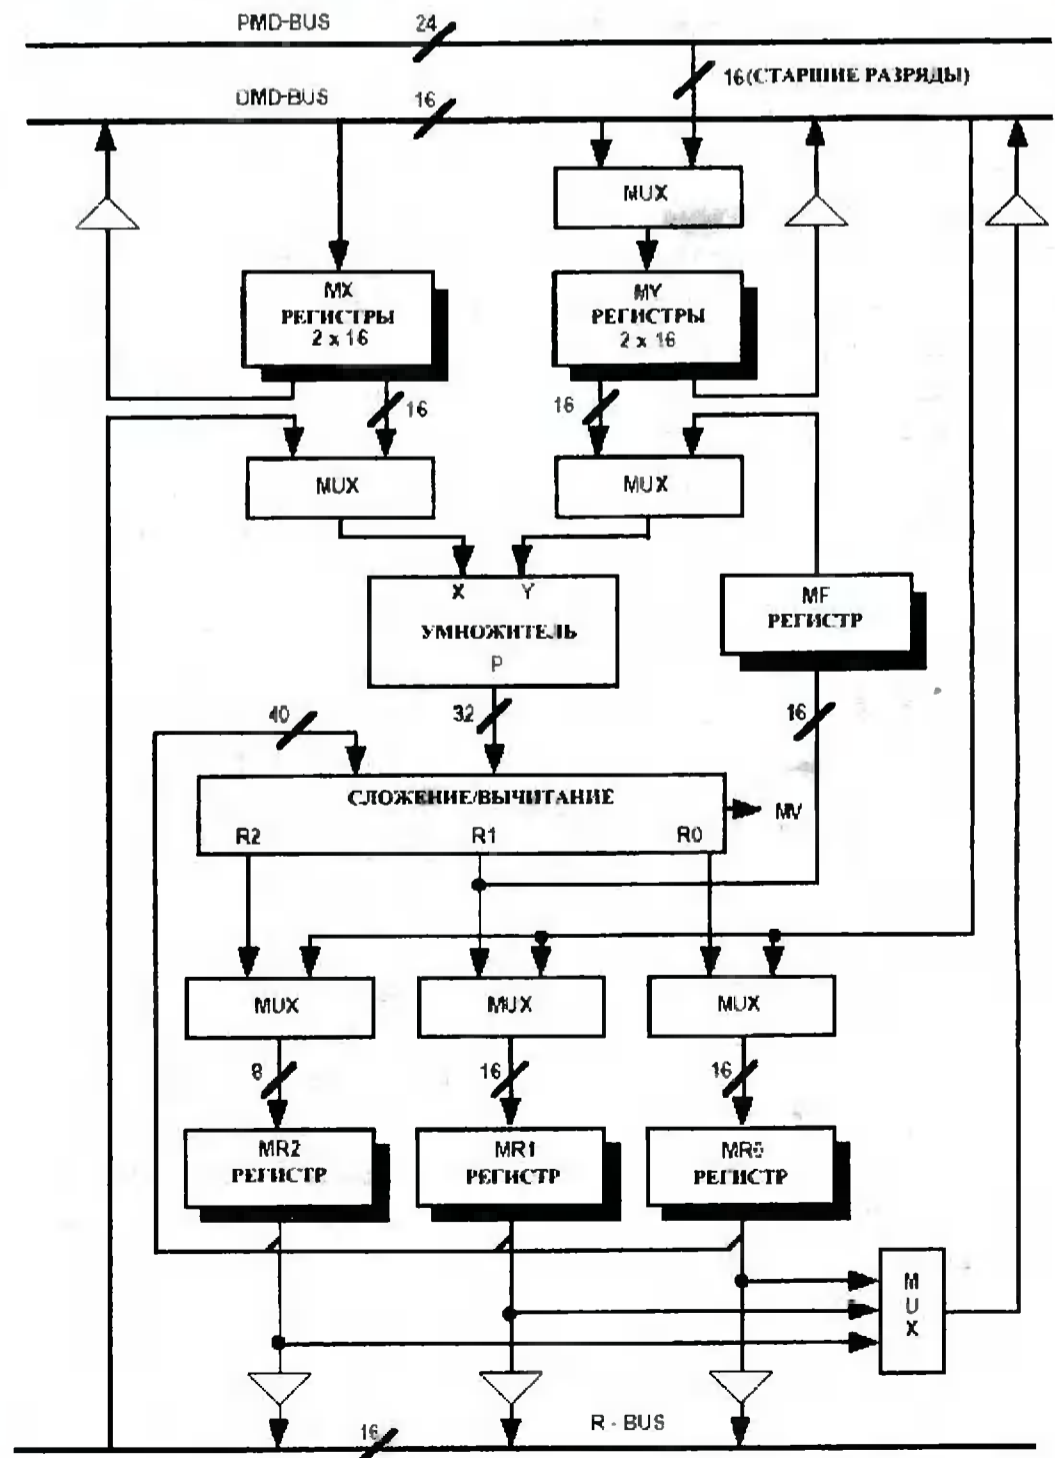 PMD-BUS 24
16 (СТАРШИЕ РАЗРЯДЫ)
DMD-BUS 16
MUX
MX
РЕГИСТРЫ
2 x 16
MY
РЕГИСТРЫ
2 x 16
16
16
MUX
MUX
X Y
УМНОЖИТЕЛЬ
P
MF
РЕГИСТР
40
32
16
СЛОЖЕНИЕ/ВЫЧИТАНИЕ
R2 R1 R0
MV
MUX
MUX
MUX
8
16
16
MR2
РЕГИСТР
MR1
РЕГИСТР
MR0
РЕГИСТР
M
U
X
R - BUS
16